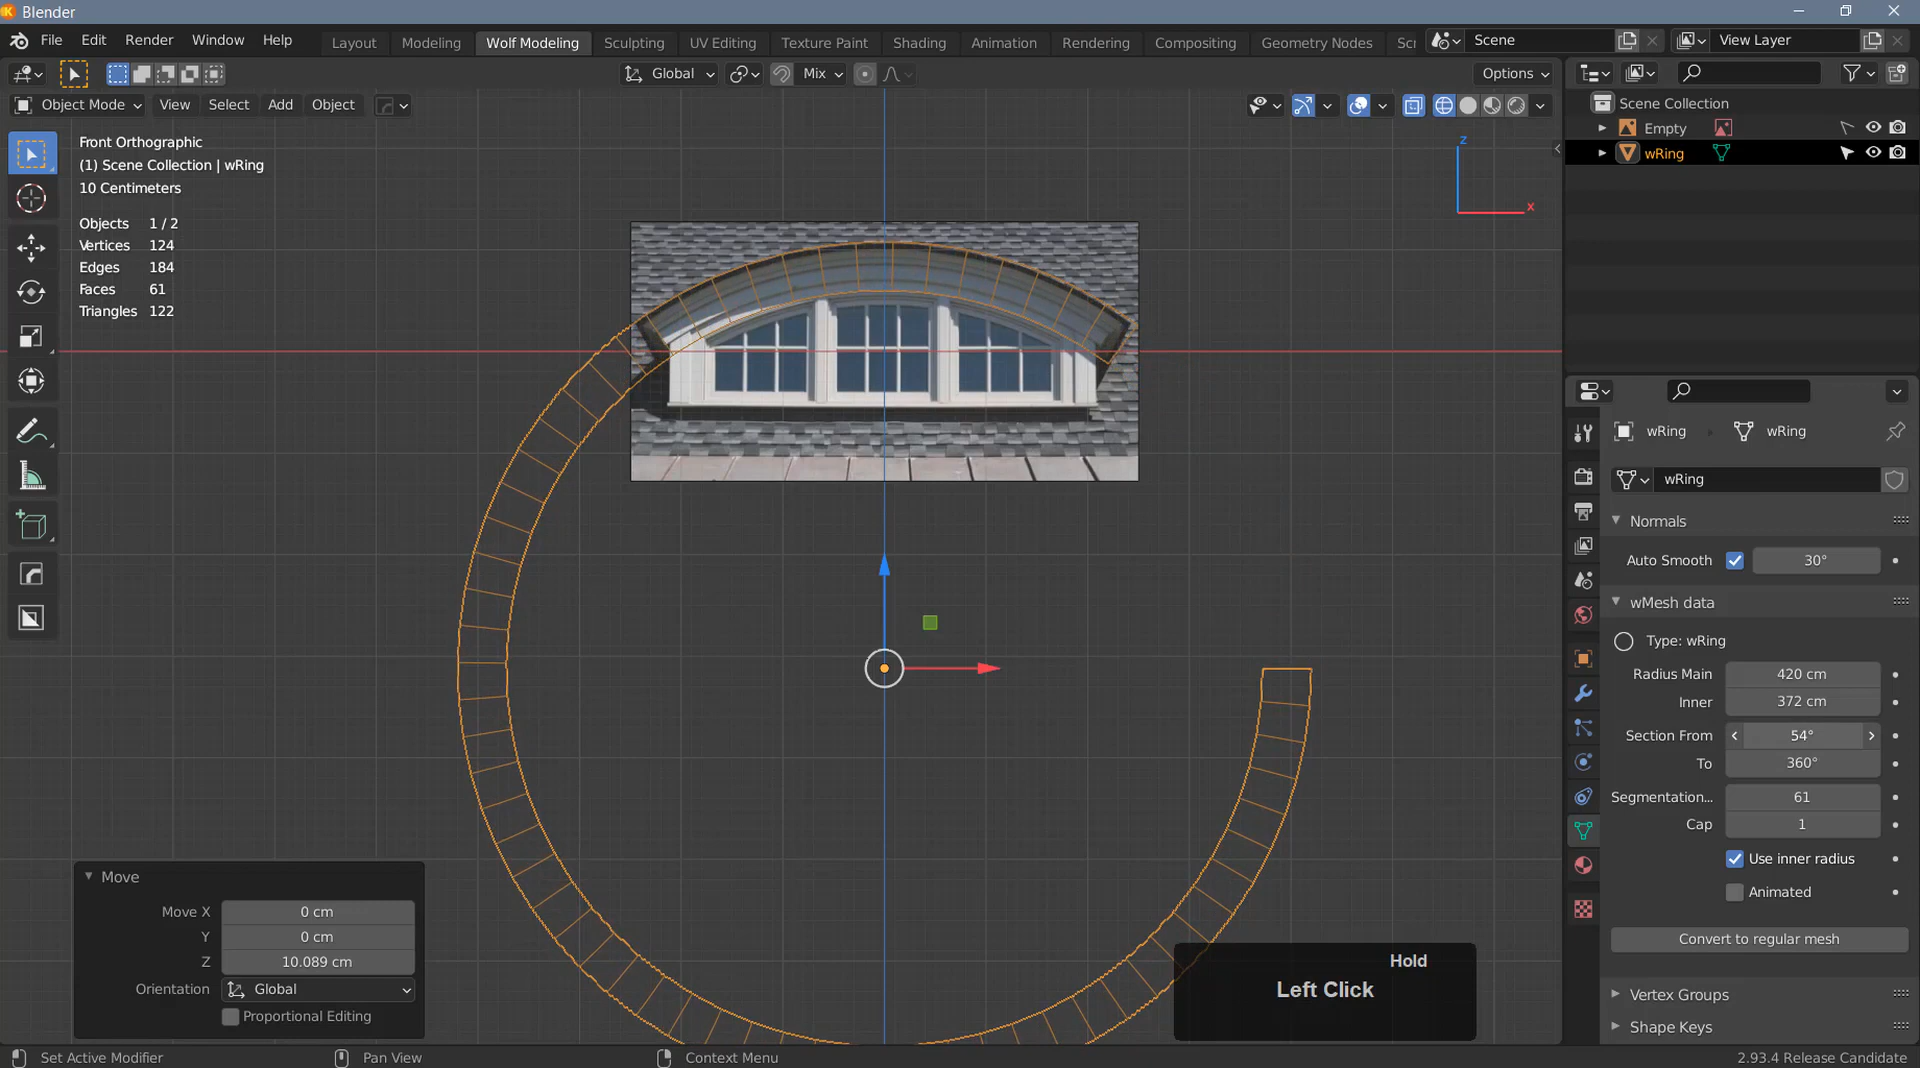 Blender
File Edit Render Window Help
Layout Modeling Wolf Modeling Sculpting UV Editing Texture Paint Shading Animation Rendering Compositing Geometry Nodes Sc
Scene
View Layer
Global
Mix
Options
Object Mode View Select Add Object
Front Orthographic
(1) Scene Collection | wRing
10 Centimeters
Objects 1 / 2
Vertices 124
Edges 184
Faces 61
Triangles 122
z
x
Scene Collection
Empty
wRing
wRing wRing
wRing
Normals
Auto Smooth 30°
wMesh data
Type: wRing
Radius Main 420 cm
Inner 372 cm
Section From 54°
To 360°
Segmentation... 61
Cap 1
Use inner radius
Animated
Convert to regular mesh
Vertex Groups
Shape Keys
Move
Move X 0 cm
Y 0 cm
Z 10.089 cm
Orientation Global
Proportional Editing
Hold
Left Click
Set Active Modifier
Pan View
Context Menu
2.93.4 Release Candidate